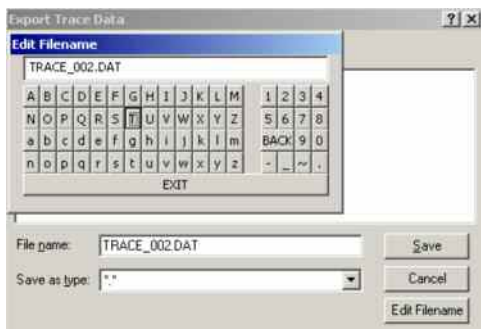 Export Trace Data ? X
Edit Filename
TRACE_002.DAT
A B C D E F G H I J K L M 1 2 3 4
N O P Q R S T U V W X Y Z 5 6 7 8
a b c d e f g h i j k l m BACK 9 0
n o p q r s t u v w x y z - _ ~ .
EXIT
File name: TRACE_002.DAT Save
Save as type: "." Cancel
Edit Filename